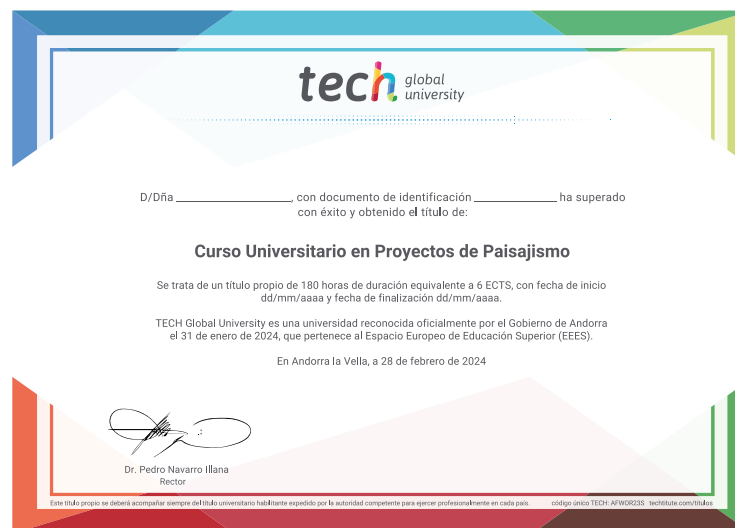 tech global university
D/Dña ______________, con documento de identificación ______________ ha superado
con éxito y obtenido el título de:
Curso Universitario en Proyectos de Paisajismo
Se trata de un título propio de 180 horas de duración equivalente a 6 ECTS, con fecha de inicio
dd/mm/aaaa y fecha de finalización dd/mm/aaaa.
TECH Global University es una universidad reconocida oficialmente por el Gobierno de Andorra
el 31 de enero de 2024, que pertenece al Espacio Europeo de Educación Superior (EEES).
En Andorra la Vella, a 28 de febrero de 2024
Dr. Pedro Navarro Illana
Rector
Este título propio se deberá acompañar siempre del título universitario habilitante expedido por la autoridad competente para ejercer profesionalmente en cada país. código único TECH: AFWOR23S techtitute.com/titulos